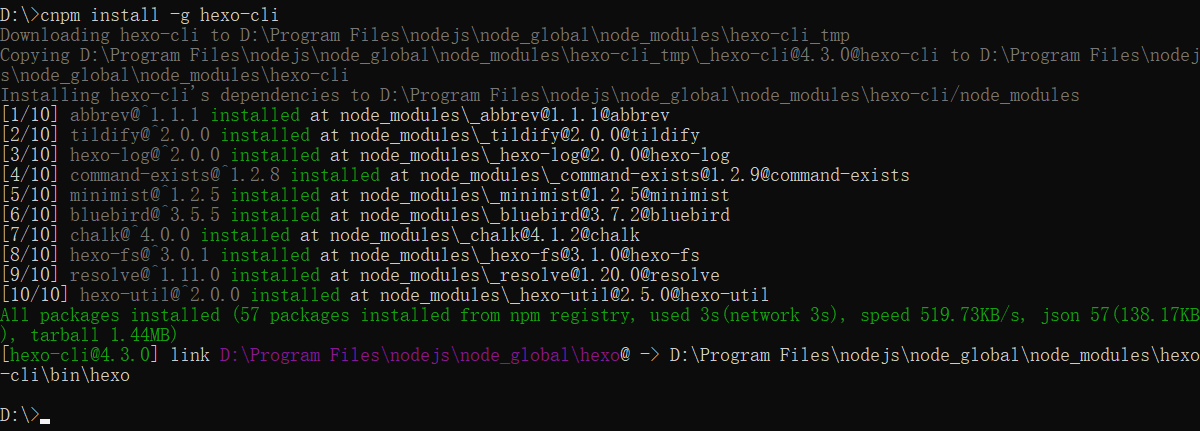 D:\>cnpm install -g hexo-cli
Downloading hexo-cli to D:\Program Files\nodejs\node_global\node_modules\hexo-cli_tmp
Copying D:\Program Files\nodejs\node_global\node_modules\hexo-cli_tmp\_hexo-cli@4.3.0@hexo-cli to D:\Program Files\nodej
s\node_global\node_modules\hexo-cli
Installing hexo-cli's dependencies to D:\Program Files\nodejs\node_global\node_modules\hexo-cli/node_modules
[1/10] abbrev@^1.1.1 installed at node_modules\_abbrev@1.1.1@abbrev
[2/10] tildify@^2.0.0 installed at node_modules\_tildify@2.0.0@tildify
[3/10] hexo-log@^2.0.0 installed at node_modules\_hexo-log@2.0.0@hexo-log
[4/10] command-exists@^1.2.8 installed at node_modules\_command-exists@1.2.9@command-exists
[5/10] minimist@^1.2.5 installed at node_modules\_minimist@1.2.5@minimist
[6/10] bluebird@^3.5.5 installed at node_modules\_bluebird@3.7.2@bluebird
[7/10] chalk@^4.0.0 installed at node_modules\_chalk@4.1.2@chalk
[8/10] hexo-fs@^3.0.1 installed at node_modules\_hexo-fs@3.1.0@hexo-fs
[9/10] resolve@^1.11.0 installed at node_modules\_resolve@1.20.0@resolve
[10/10] hexo-util@^2.0.0 installed at node_modules\_hexo-util@2.5.0@hexo-util
All packages installed (57 packages installed from npm registry, used 3s(network 3s), speed 519.73KB/s, json 57(138.17KB
), tarball 1.44MB)
[hexo-cli@4.3.0] link D:\Program Files\nodejs\node_global\hexo@ -> D:\Program Files\nodejs\node_global\node_modules\hexo
-cli\bin\hexo
D:\>